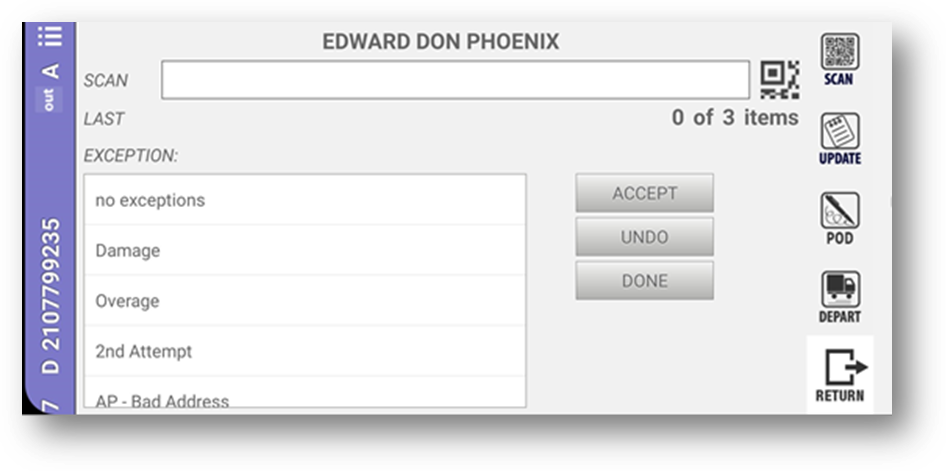 EDWARD DON PHOENIX
SCAN
LAST
0 of 3 items
EXCEPTION:
no exceptions
Damage
Overage
2nd Attempt
AP - Bad Address
ACCEPT
UNDO
DONE
SCAN
UPDATE
POD
DEPART
RETURN
7 D 2107799235 out A